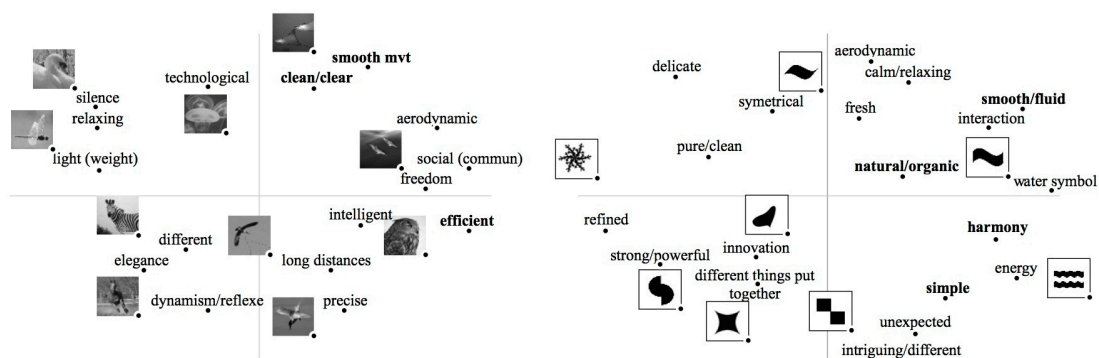 smooth mvt
technological
clean/clear
silence
relaxing
aerodynamic
light (weight)
social (commun)
freedom
intelligent
efficient
different
elegance
long distances
dynamism/reflexe
precise
aerodynamic
delicate
calm/relaxing
symetrical
smooth/fluid
fresh
interaction
pure/clean
natural/organic
water symbol
refined
harmony
strong/powerful
innovation
different things put
together
energy
simple
unexpected
intriguing/different